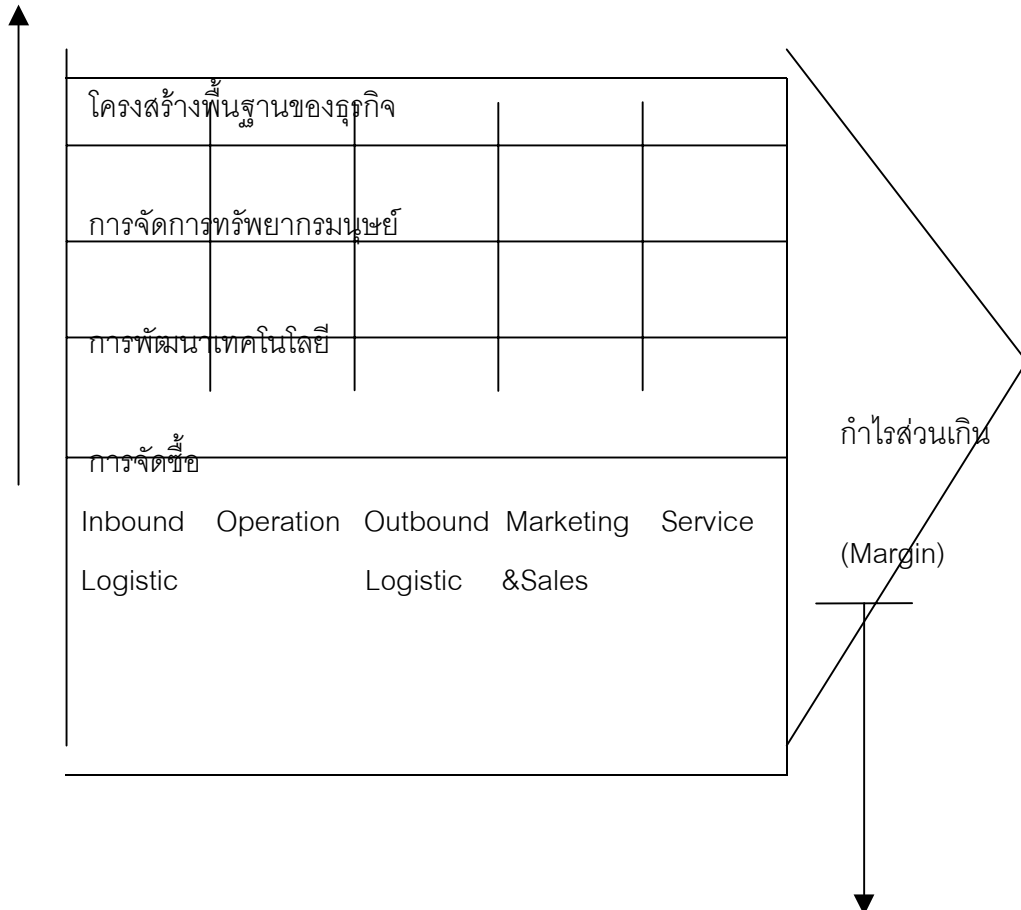 โครงสร้างพื้นฐานของธุรกิจ
การจัดการทรัพยากรมนุษย์
การพัฒนาเทคโนโลยี
กำไรส่วนเกิน
การจัดซื้อ
Inbound Operation Outbound Marketing Service
(Margin)
Logistic Logistic &Sales